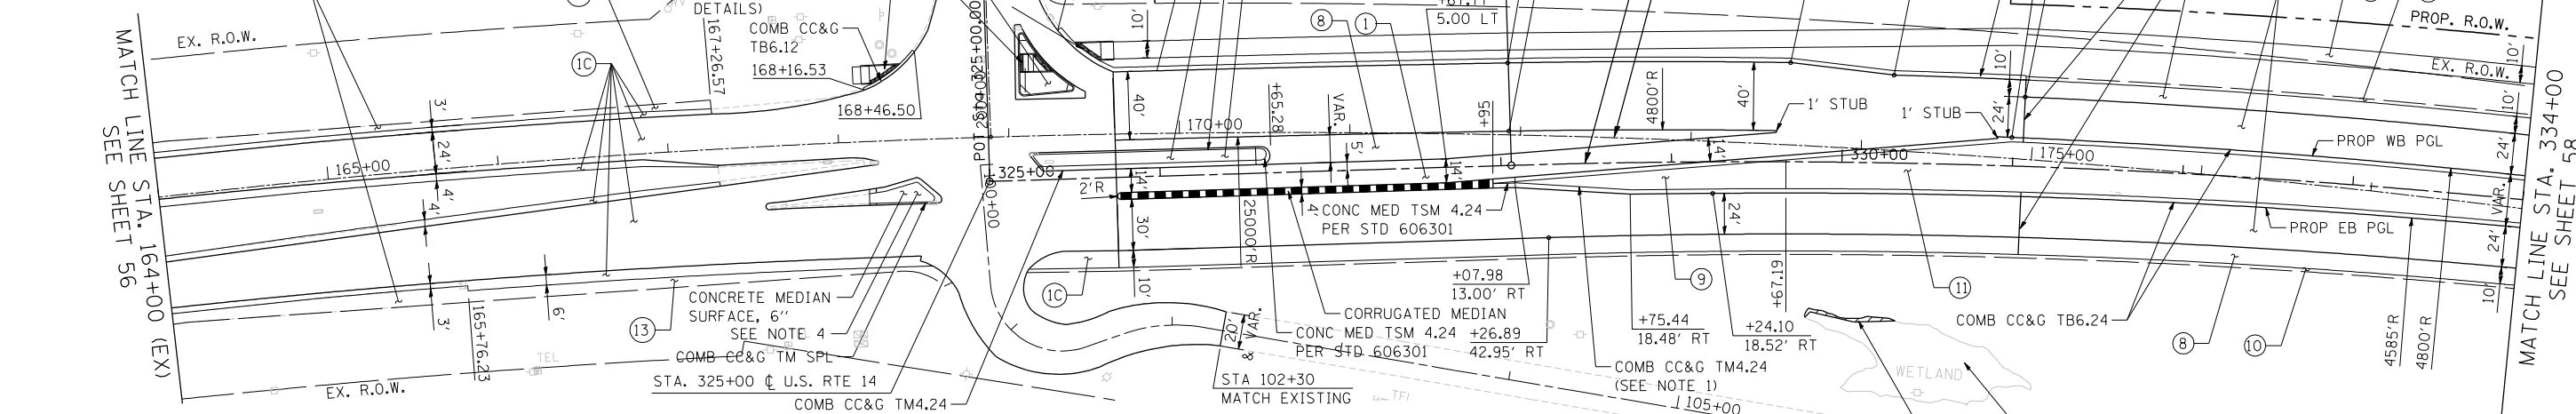 MATCH LINE STA. 164+00 (EX)
SEE SHEET 56
EX. R.O.W.
1C
DETAILS)
167+26.57
COMB CC&G
TB6.12
168+16.53
168+46.50
3'
24'
4'
4'
165+00
3'
6'
165+76.23
13
TEL
EX. R.O.W.
CONCRETE MEDIAN
SURFACE, 6"
SEE NOTE 4
COMB CC&G TM SPL
STA. 325+00 ℄ U.S. RTE 14
COMB CC&G TM4.24
325+00
100+00
10'
40'
170+00
+65.28
VAR.
5'
8
1
5.00 LT
14'
14'
+95
2'R
30'
10'
25000'R
4'
1C
CONC MED TSM 4.24
PER STD 606301
CORRUGATED MEDIAN
CONC MED TSM 4.24
PER STD 606301
20'
& VAR.
STA 102+30
MATCH EXISTING
+07.98
13.00' RT
+26.89
42.95' RT
4800'R
40'
1' STUB
1' STUB
14'
24'
9
+75.44
18.48' RT
+24.10
18.52' RT
+67.19
COMB CC&G TM4.24
(SEE NOTE 1)
105+00
330+00
175+00
11
10'
24'
PROP. R.O.W.
EX. R.O.W.
PROP WB PGL
PROP EB PGL
COMB CC&G TB6.24
WETLAND
8
10
4585'R
4800'R
10'
10'
24'
VAR.
24'
10'
MATCH LINE STA. 334+00
SEE SHEET 58